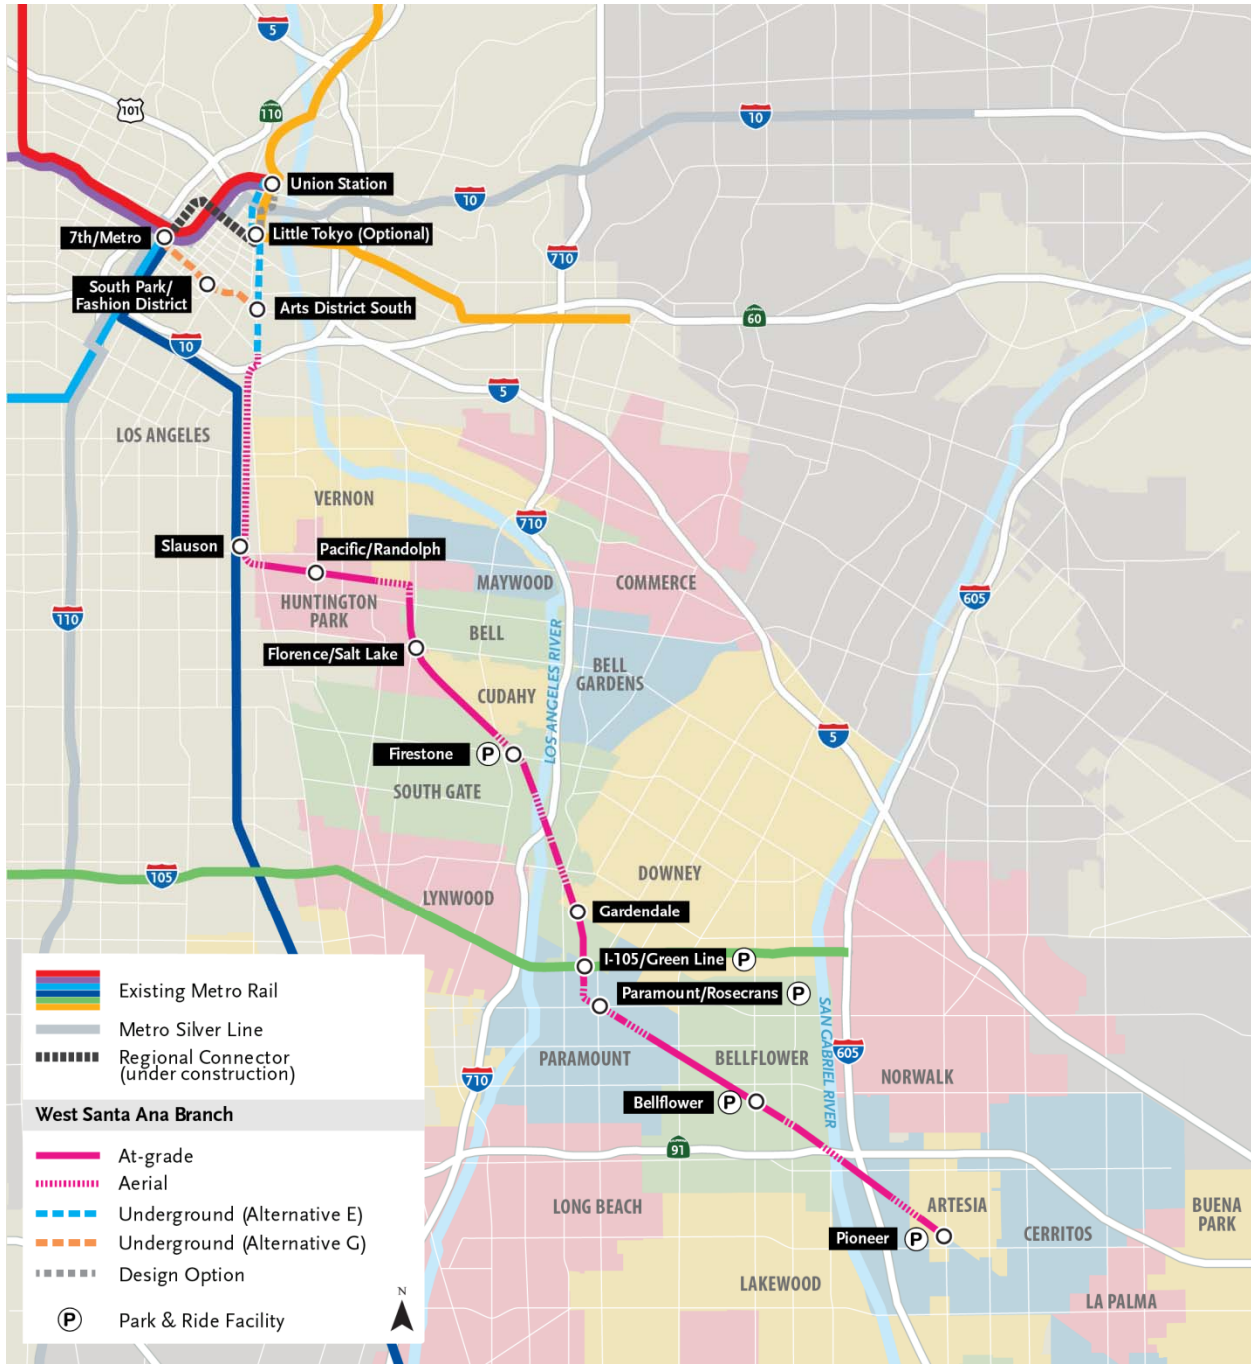 5
101
110
10
Union Station
10
7th/Metro
Little Tokyo (Optional)
710
South Park/
Fashion District
Arts District South
60
10
5
LOS ANGELES
VERNON
710
Slauson
Pacific/Randolph
MAYWOOD
COMMERCE
605
HUNTINGTON
PARK
110
BELL
Florence/Salt Lake
BELL
GARDENS
LOS ANGELES RIVER
CUDAHY
5
Firestone
P
SOUTH GATE
105
DOWNEY
LYNWOOD
Gardendale
I-105/Green Line
P
Paramount/Rosecrans
P
SAN GABRIEL RIVER
PARAMOUNT
BELLFLOWER
605
NORWALK
710
Bellflower
P
91
LONG BEACH
ARTESIA
BUENA
PARK
CERRITOS
Pioneer
P
LAKEWOOD
LA PALMA
Existing Metro Rail
Metro Silver Line
Regional Connector
(under construction)
West Santa Ana Branch
At-grade
Aerial
Underground (Alternative E)
Underground (Alternative G)
Design Option
P
Park & Ride Facility
N